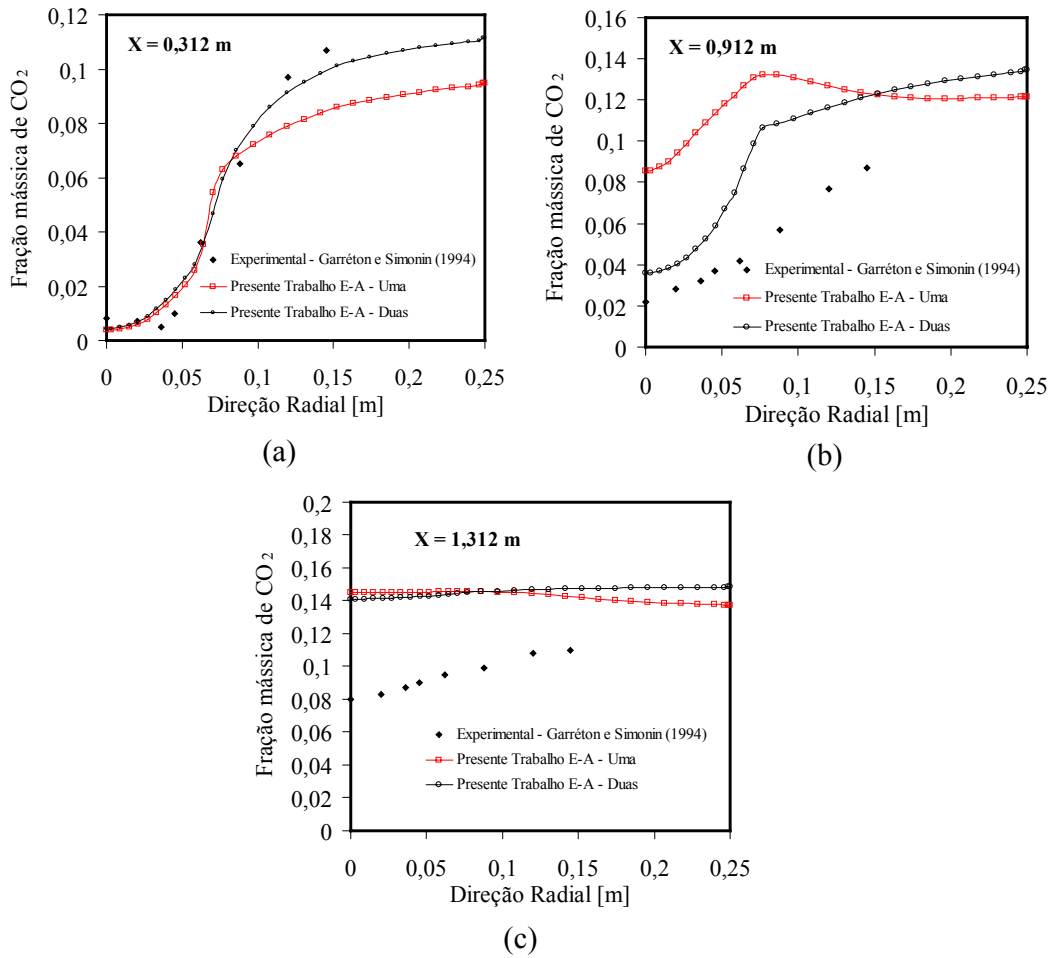 X = 0,312 m
Fração mássica de CO2
0,12
0,1
0,08
0,06
0,04
0,02
0
Experimental - Garréton e Simonin (1994)
Presente Trabalho E-A - Uma
Presente Trabalho E-A - Duas
0 0,05 0,1 0,15 0,2 0,25
Direção Radial [m]
(a)
X = 0,912 m
Fração mássica de CO2
0,16
0,14
0,12
0,1
0,08
0,06
0,04
0,02
0
Experimental - Garréton e Simonin (1994)
Presente Trabalho E-A - Uma
Presente Trabalho E-A - Duas
0 0,05 0,1 0,15 0,2 0,25
Direção Radial [m]
(b)
X = 1,312 m
Fração mássica de CO2
0,2
0,18
0,16
0,14
0,12
0,1
0,08
0,06
0,04
0,02
0
Experimental - Garréton e Simonin (1994)
Presente Trabalho E-A - Uma
Presente Trabalho E-A - Duas
0 0,05 0,1 0,15 0,2 0,25
Direção Radial [m]
(c)